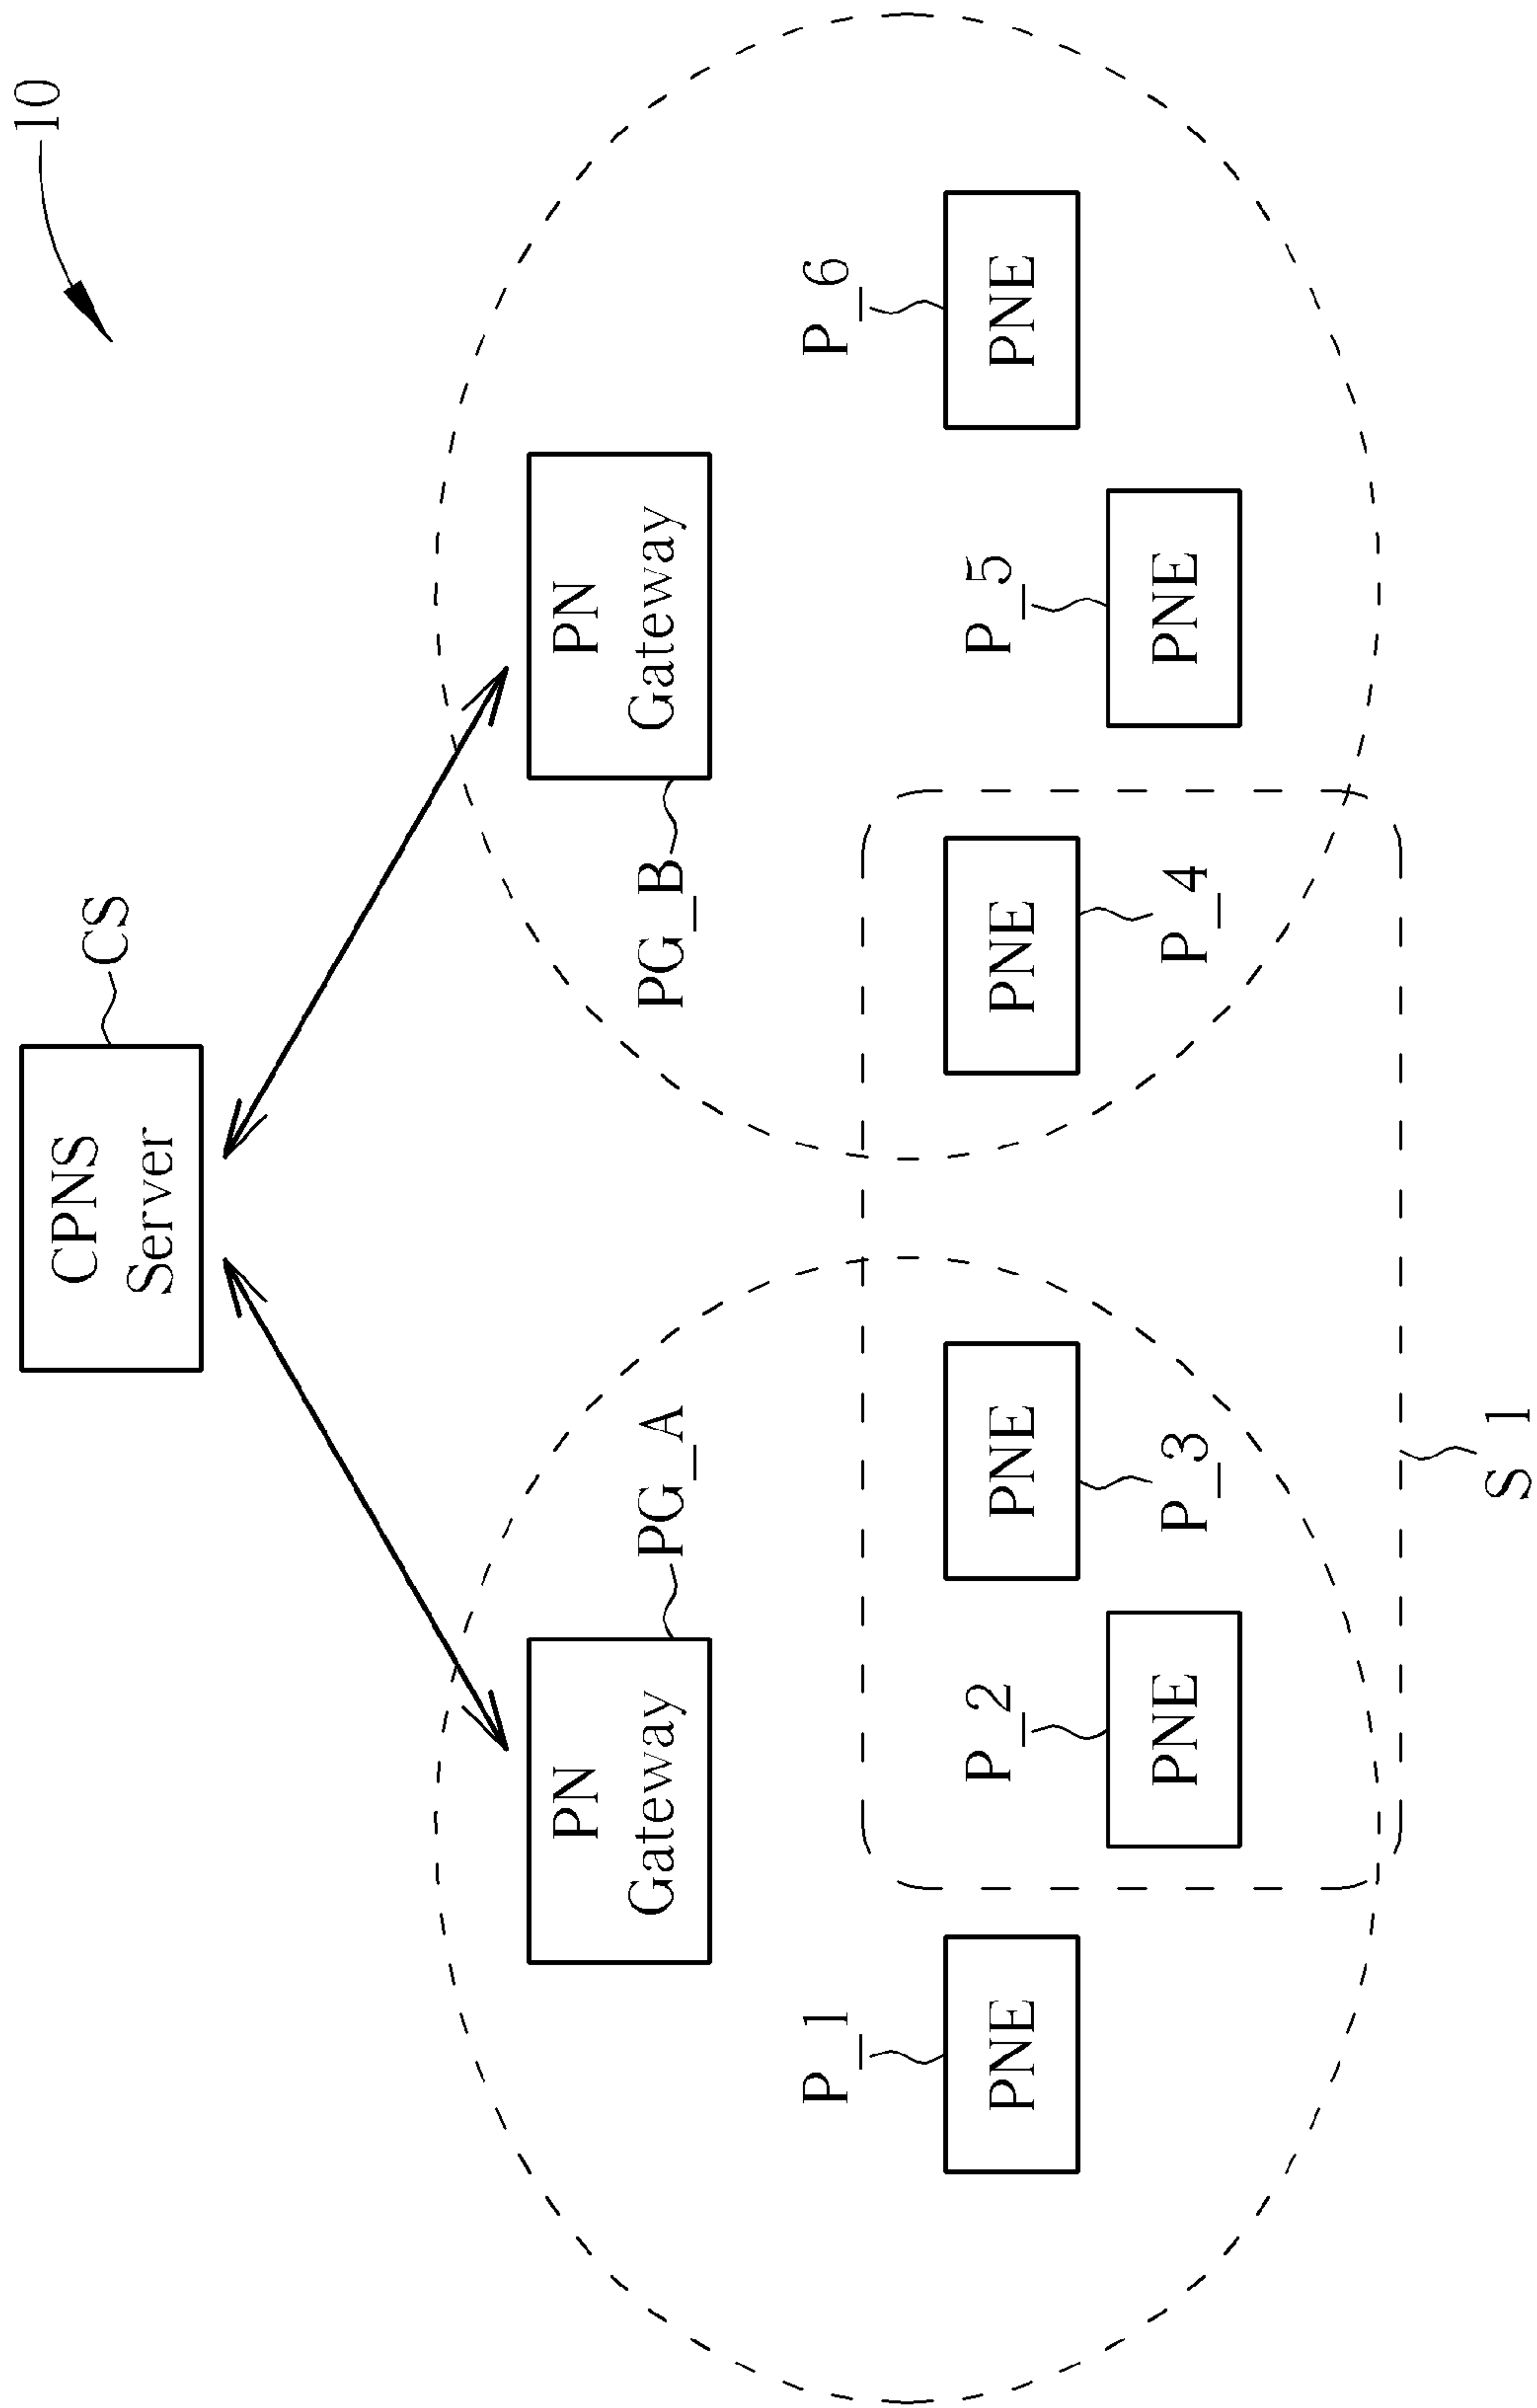 10
CPNS
Server
CS
PN
Gateway
PG_A
PN
Gateway
PG_B
P_1
PNE
P_2
PNE
PNE
P_3
PNE
P_4
P_5
PNE
P_6
PNE
S_1